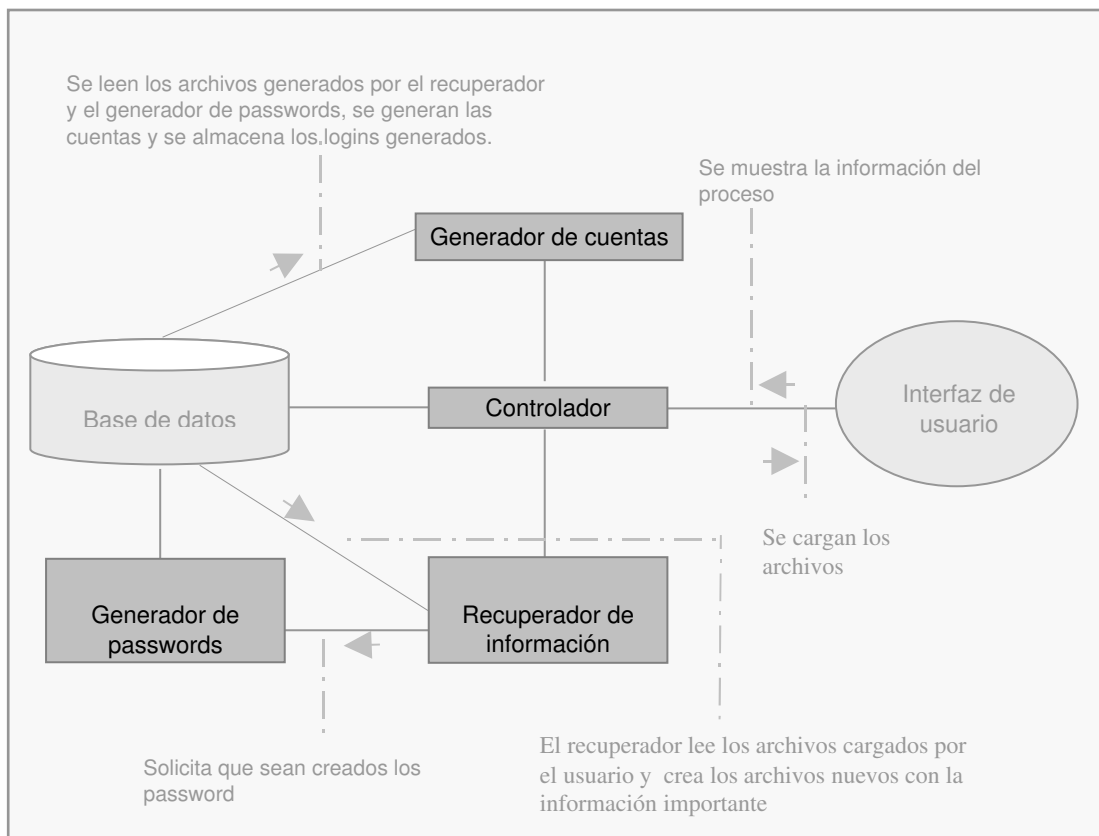 Se leen los archivos generados por el recuperador
y el generador de passwords, se generan las
cuentas y se almacena los logins generados.
Se muestra la información del
proceso
Generador de cuentas
Base de datos
Controlador
Interfaz de
usuario
Se cargan los
archivos
Generador de
passwords
Recuperador de
información
Solicita que sean creados los
password
El recuperador lee los archivos cargados por
el usuario y crea los archivos nuevos con la
información importante